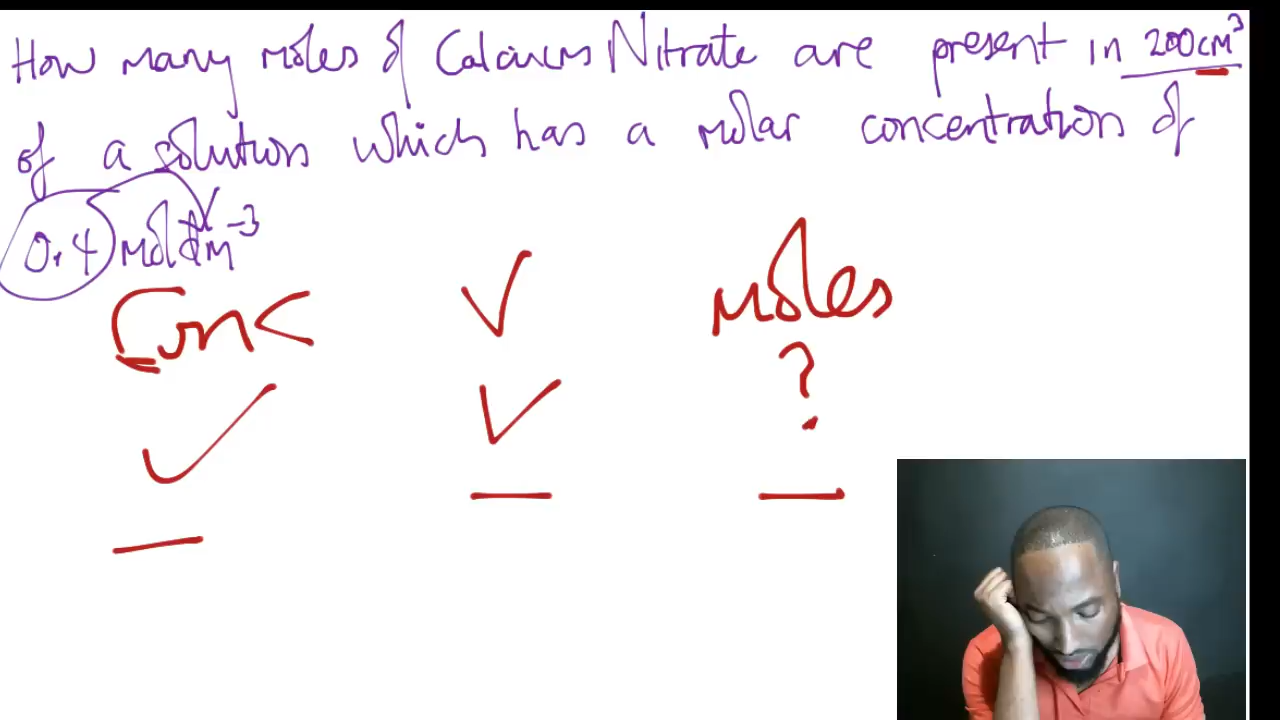 How many moles of Calcium Nitrate are present in 200cm³
of a solution which has a molar concentration of
0.4 moldm⁻³
Conc V moles
?